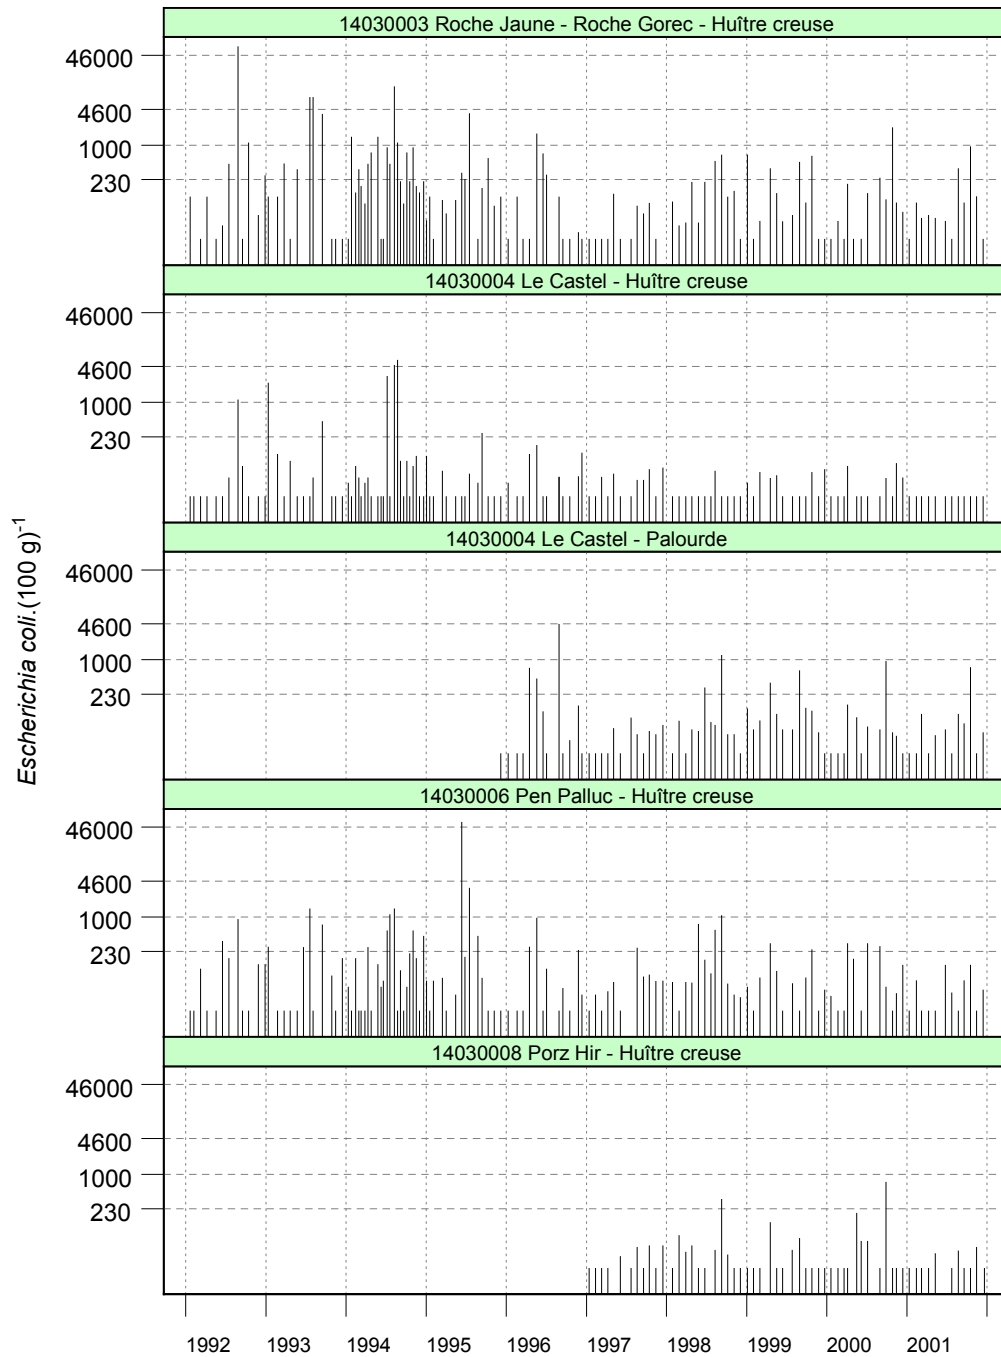 14030003 Roche Jaune - Roche Gorec - Huître creuse
46000
4600
1000
230
14030004 Le Castel - Huître creuse
46000
4600
1000
230
14030004 Le Castel - Palourde
46000
4600
1000
230
Escherichia coli.(100 g)-1
14030006 Pen Palluc - Huître creuse
46000
4600
1000
230
14030008 Porz Hir - Huître creuse
46000
4600
1000
230
1992 1993 1994 1995 1996 1997 1998 1999 2000 2001